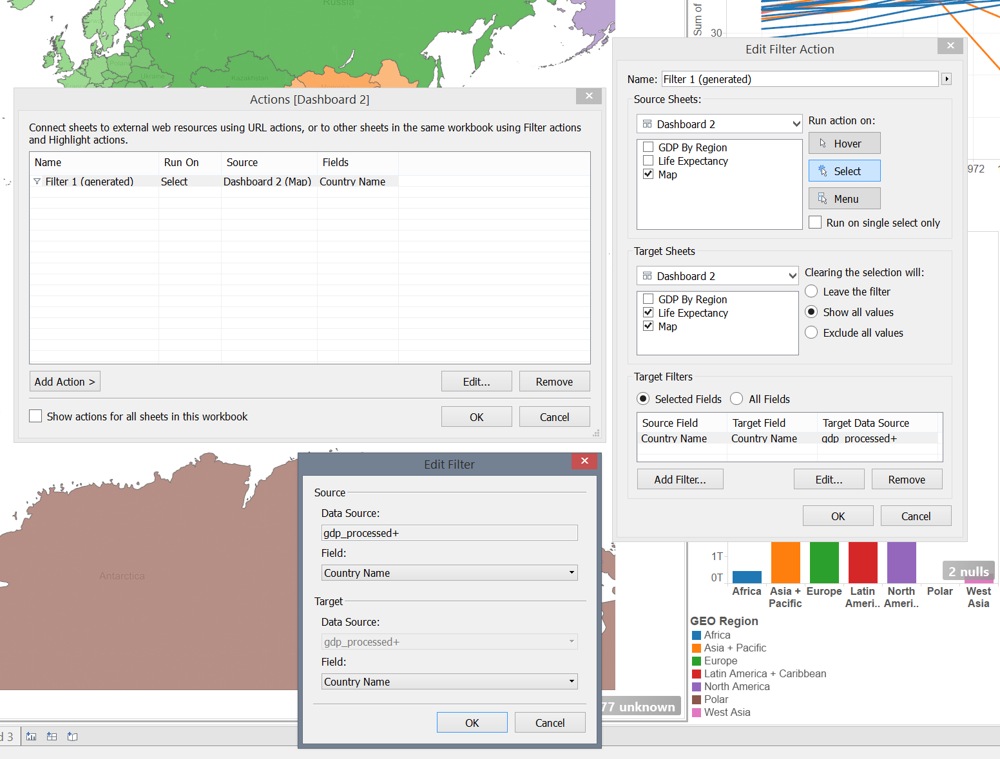 Russia
Finland
Poland
Ukraine
Kazakhstan
France
Mongolia
Sum of
30
972
Actions [Dashboard 2]
Connect sheets to external web resources using URL actions, or to other sheets in the same workbook using Filter actions
and Highlight actions.
Name Run On Source Fields
Filter 1 (generated) Select Dashboard 2 (Map) Country Name
Add Action >
Edit...
Remove
Show actions for all sheets in this workbook
OK
Cancel
Edit Filter Action
Name: Filter 1 (generated)
Source Sheets:
Dashboard 2
GDP By Region
Life Expectancy
Map
Run action on:
Hover
Select
Menu
Run on single select only
Target Sheets
Dashboard 2
GDP By Region
Life Expectancy
Map
Clearing the selection will:
Leave the filter
Show all values
Exclude all values
Target Filters
Selected Fields
All Fields
Source Field Target Field Target Data Source
Country Name Country Name gdp_processed+
Add Filter...
Edit...
Remove
OK
Cancel
Edit Filter
Source
Data Source:
gdp_processed+
Field:
Country Name
Target
Data Source:
gdp_processed+
Field:
Country Name
OK
Cancel
Antarctica
77 unknown
1T
0T
2 nulls
Africa Asia + Europe Latin North Polar West
Pacific Ameri.. Ameri.. Asia
GEO Region
Africa
Asia + Pacific
Europe
Latin America + Caribbean
North America
Polar
West Asia
d 3